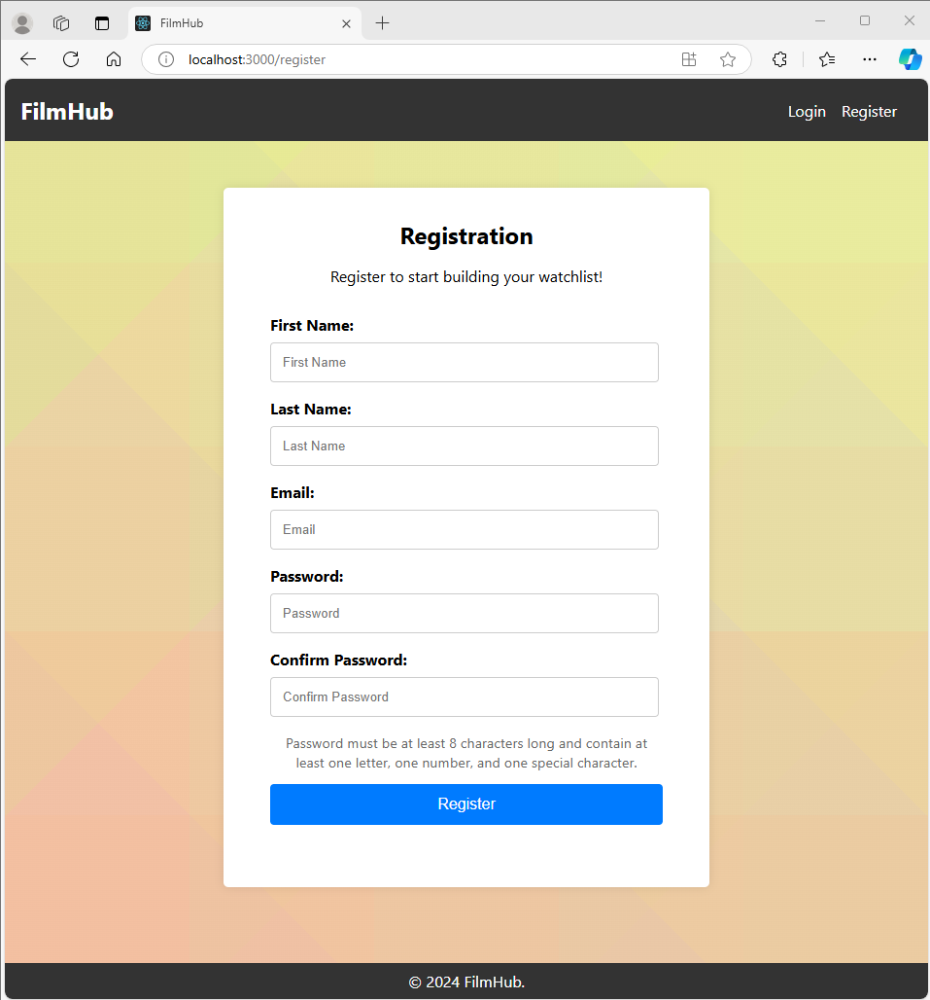 FilmHub
localhost:3000/register
FilmHub
Login Register
Registration
Register to start building your watchlist!
First Name:
First Name
Last Name:
Last Name
Email:
Email
Password:
Password
Confirm Password:
Confirm Password
Password must be at least 8 characters long and contain at
least one letter, one number, and one special character.
Register
© 2024 FilmHub.